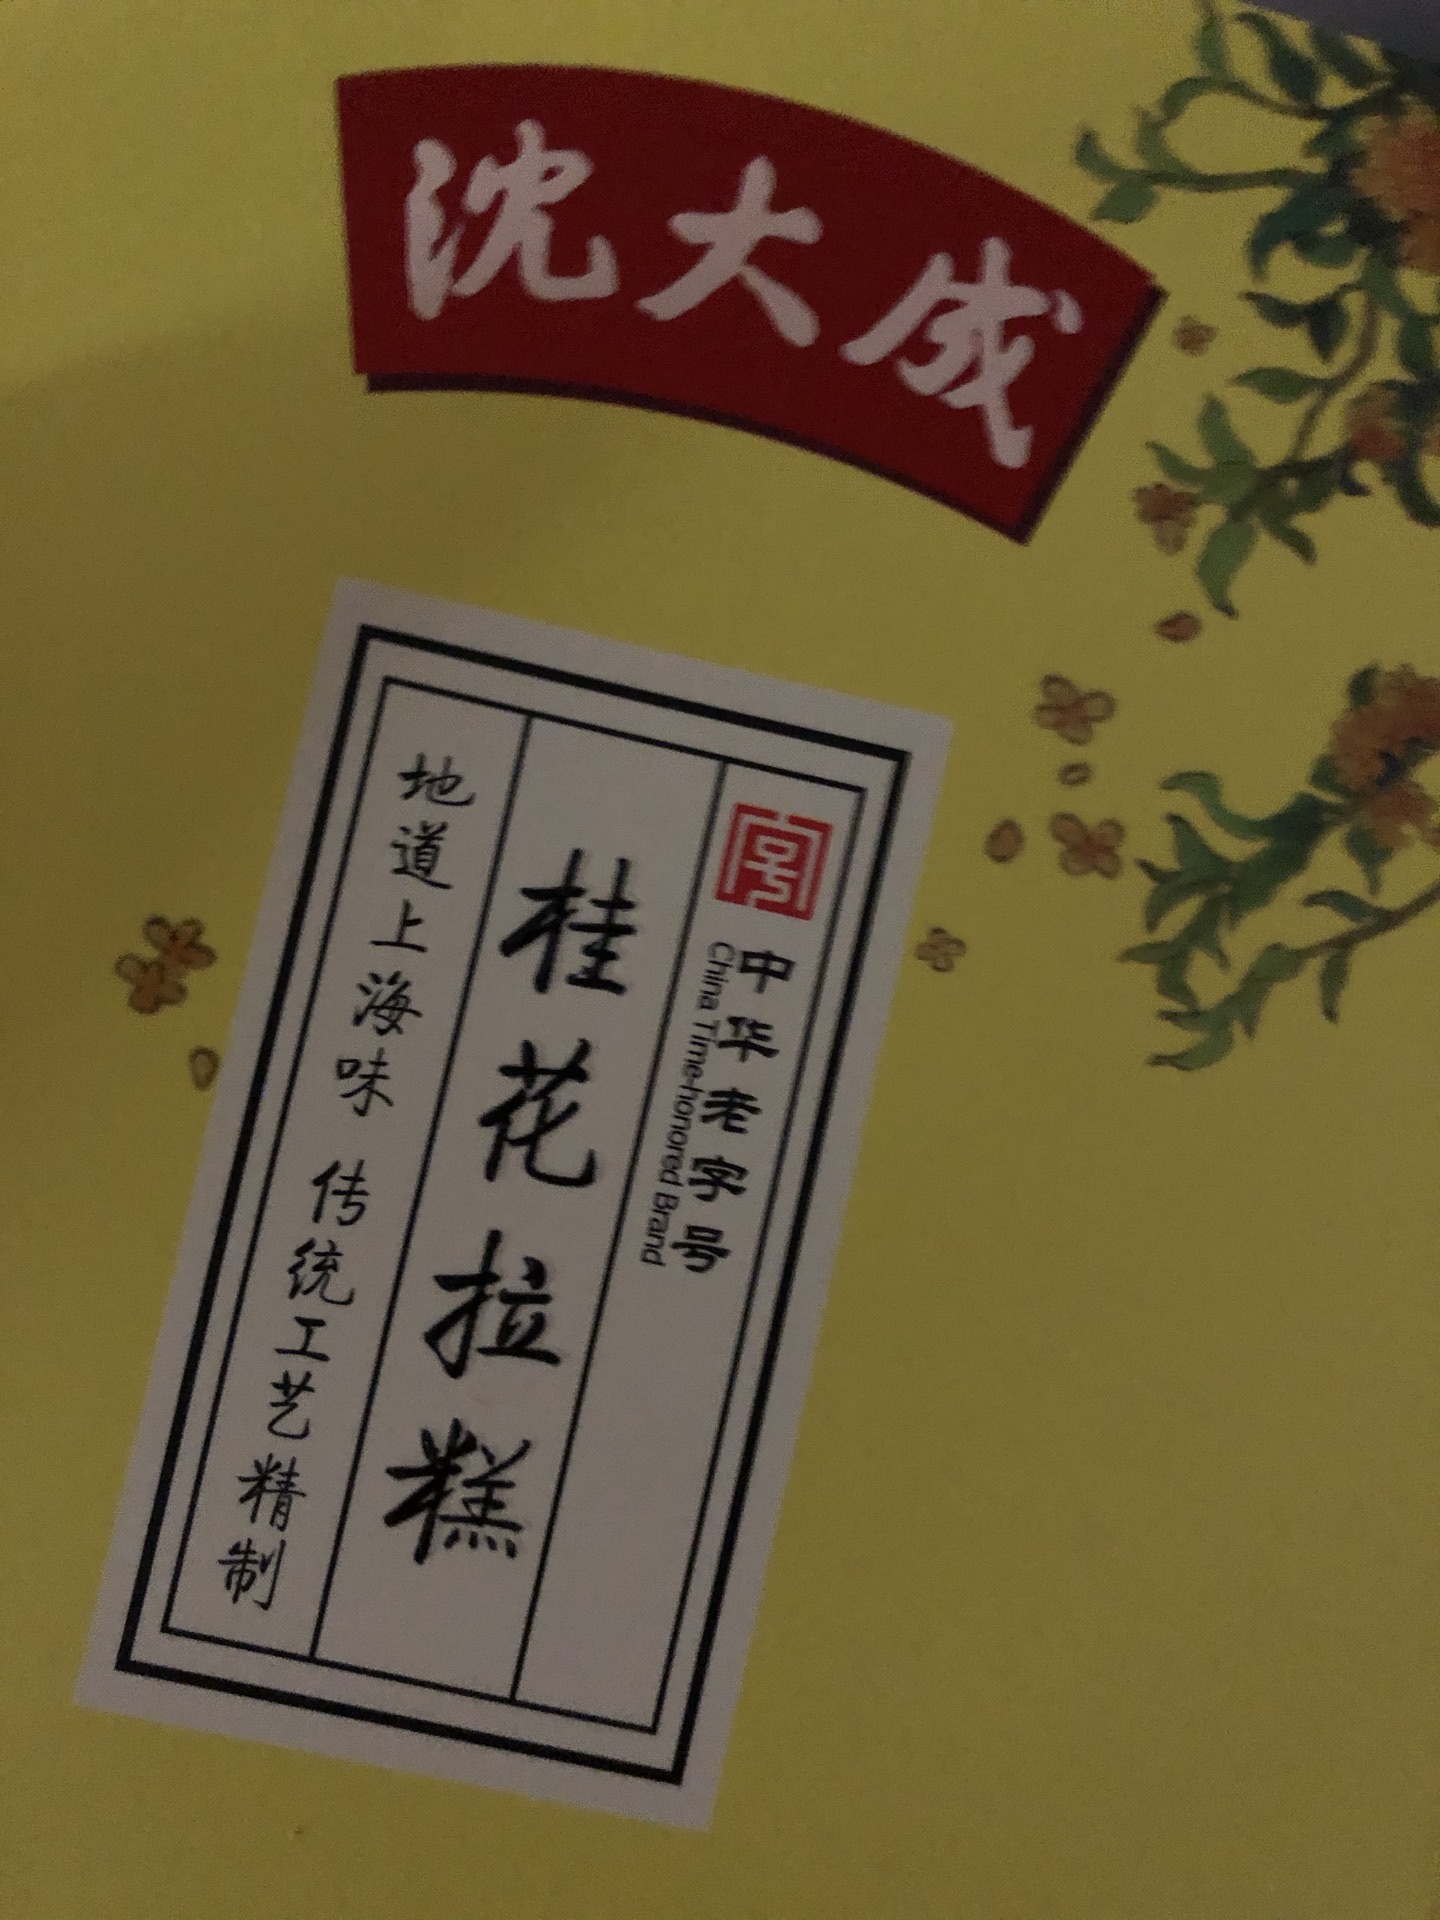 沈大成
中华老字号
China Time-honored Brand
桂花拉糕
地道上海味 传统工艺精制